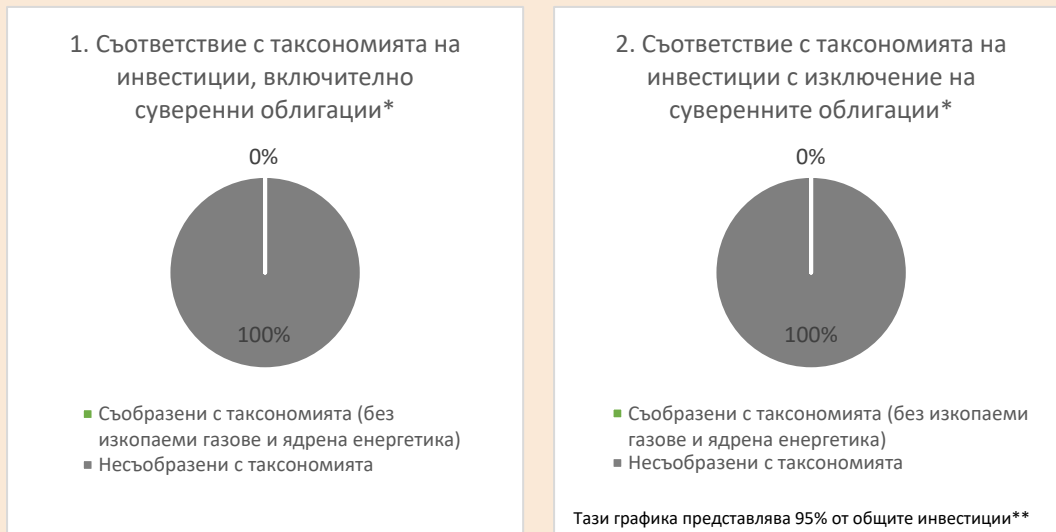 1. Съответствие с таксономията на
инвестиции, включително
суверенни облигации*
0%
100%
Съобразени с таксономията (без
изкопаеми газове и ядрена енергетика)
Несъобразени с таксономията
2. Съответствие с таксономията на
инвестиции с изключение на
суверенните облигации*
0%
100%
Съобразени с таксономията (без изкопаеми
газове и ядрена енергетика)
Несъобразени с таксономията
Тази графика представлява 95% от общите инвестиции**